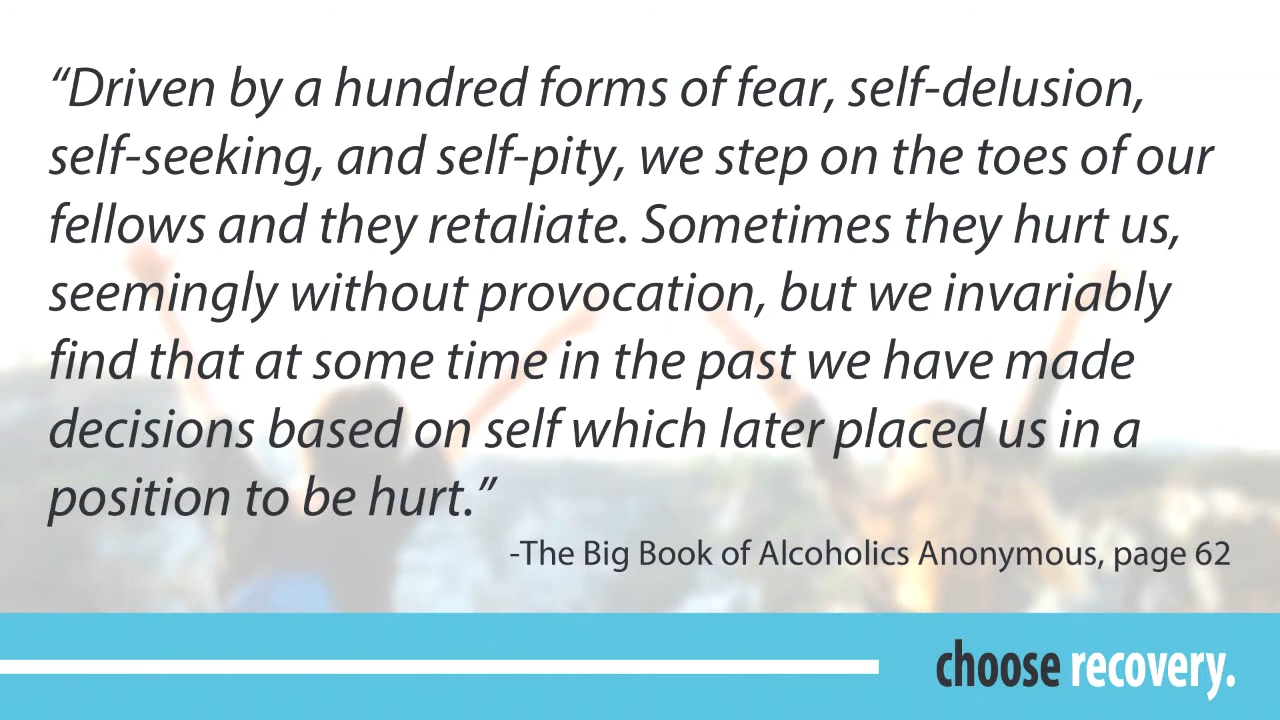 “Driven by a hundred forms of fear, self-delusion,
self-seeking, and self-pity, we step on the toes of our
fellows and they retaliate. Sometimes they hurt us,
seemingly without provocation, but we invariably
find that at some time in the past we have made
decisions based on self which later placed us in a
position to be hurt.”
-The Big Book of Alcoholics Anonymous, page 62
choose recovery.